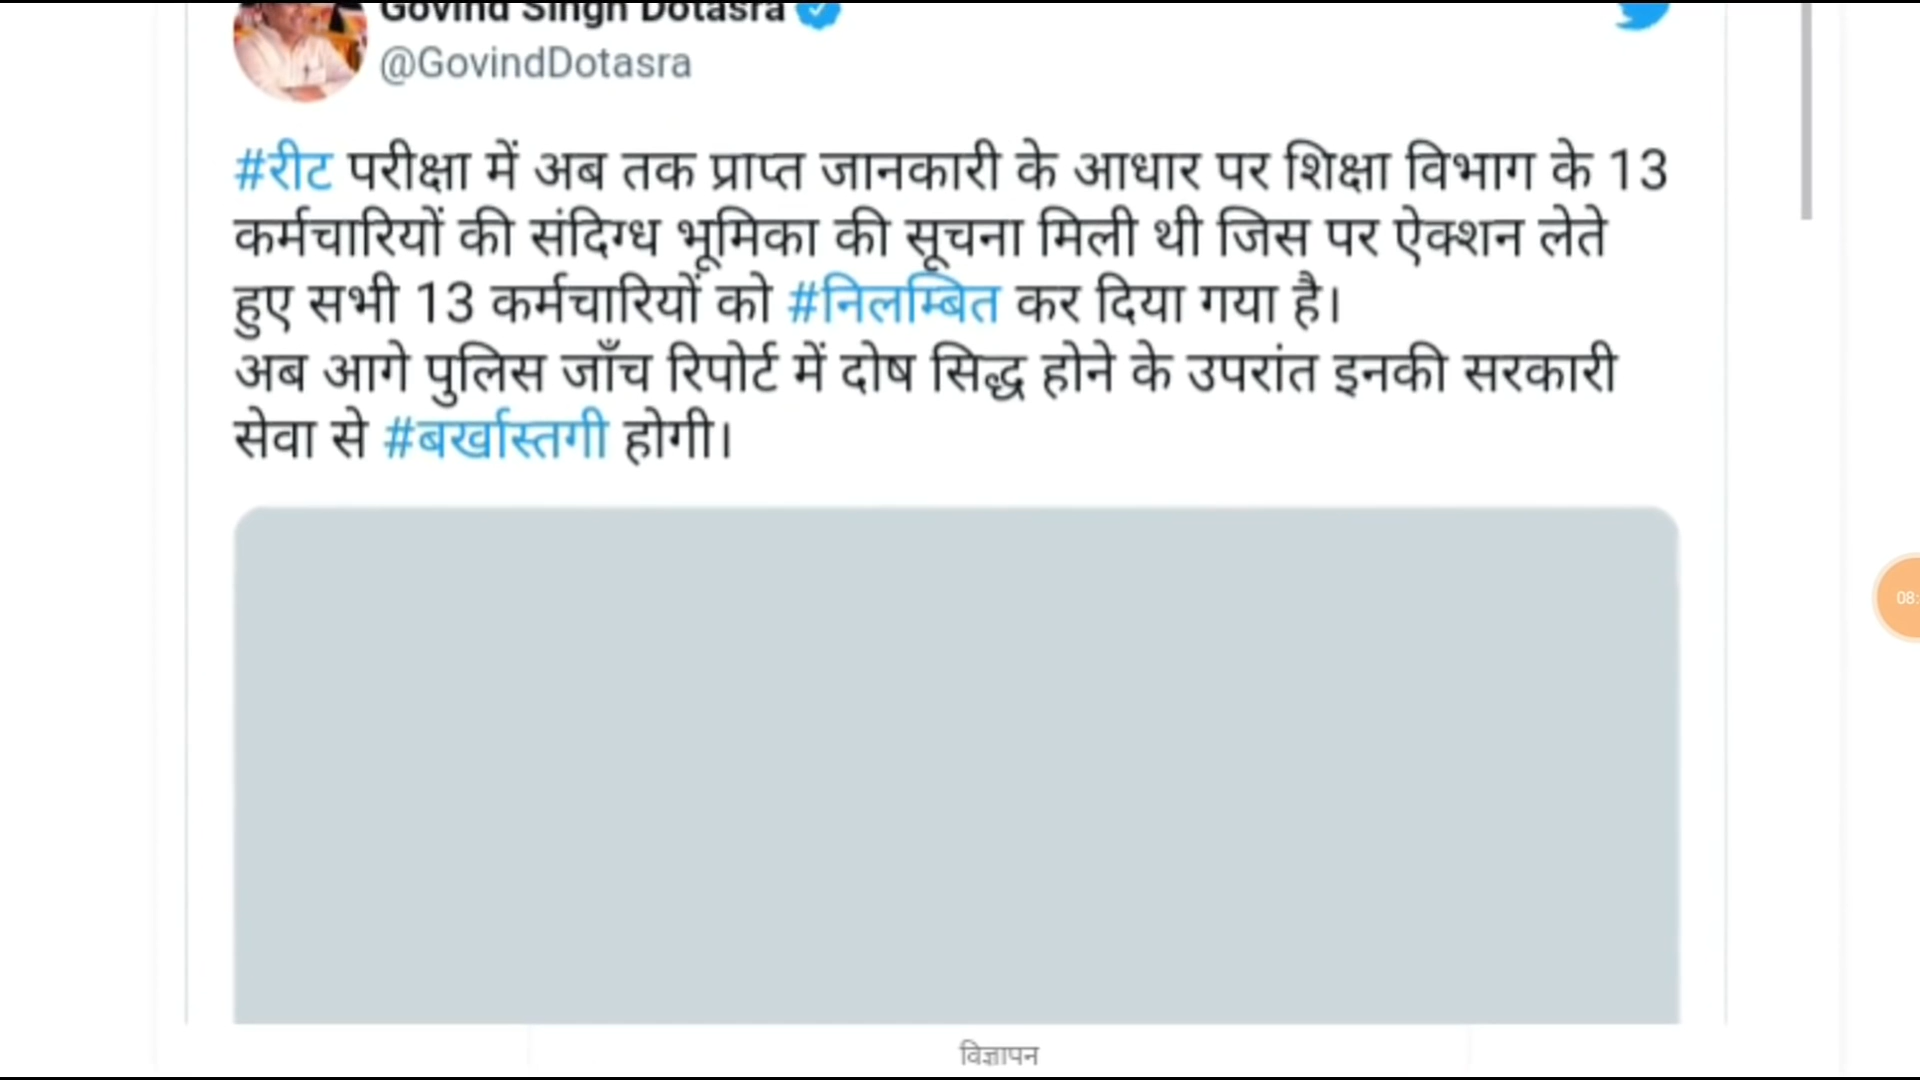 Govind Singh Dotasra
@GovindDotasra
#रीट परीक्षा में अब तक प्राप्त जानकारी के आधार पर शिक्षा विभाग के 13
कर्मचारियों की संदिग्ध भूमिका की सूचना मिली थी जिस पर ऐक्शन लेते
हुए सभी 13 कर्मचारियों को #निलम्बित कर दिया गया है।
अब आगे पुलिस जाँच रिपोर्ट में दोष सिद्ध होने के उपरांत इनकी सरकारी
सेवा से #बर्खास्तगी होगी।
08:
विज्ञापन